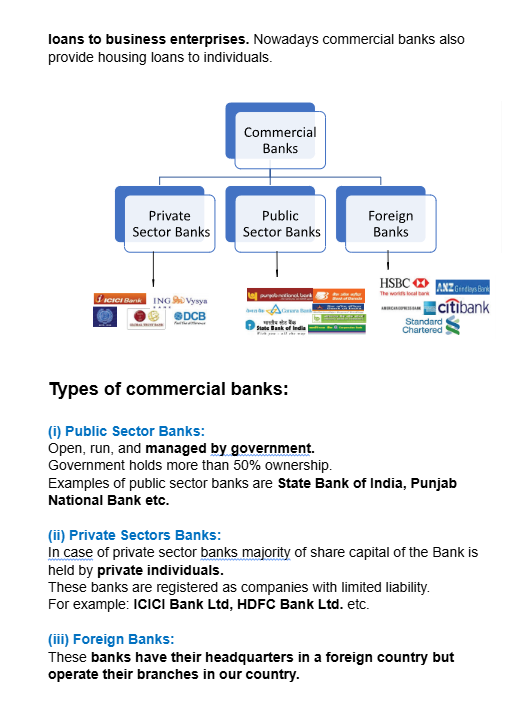 loans to business enterprises. Nowadays commercial banks also
provide housing loans to individuals.
Commercial
Banks
Private
Sector Banks
Public
Sector Banks
Foreign
Banks
ICICI Bank
ING Vysya
DCB
punjab national bank
Canara Bank
भारतीय स्टेट बैंक
State Bank of India
HSBC
The world's local bank
ANZ Grindlays Bank
citibank
Standard
Chartered
Types of commercial banks:
(i) Public Sector Banks:
Open, run, and managed by government.
Government holds more than 50% ownership.
Examples of public sector banks are State Bank of India, Punjab
National Bank etc.
(ii) Private Sectors Banks:
In case of private sector banks majority of share capital of the Bank is
held by private individuals.
These banks are registered as companies with limited liability.
For example: ICICI Bank Ltd, HDFC Bank Ltd. etc.
(iii) Foreign Banks:
These banks have their headquarters in a foreign country but
operate their branches in our country.